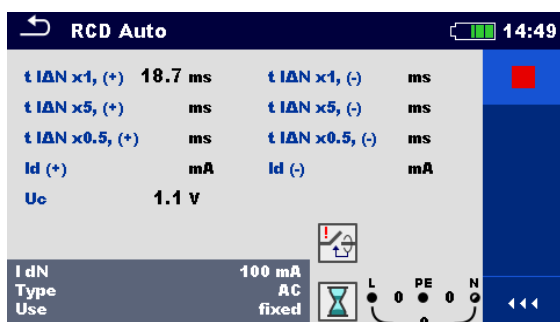 RCD Auto 14:49
t IΔN x1, (+) 18.7 ms t IΔN x1, (-) ms
t IΔN x5, (+) ms t IΔN x5, (-) ms
t IΔN x0.5, (+) ms t IΔN x0.5, (-) ms
Id (+) mA Id (-) mA
Uc 1.1 V
I dN 100 mA
Type AC
Use fixed
L PE N
0 0
0